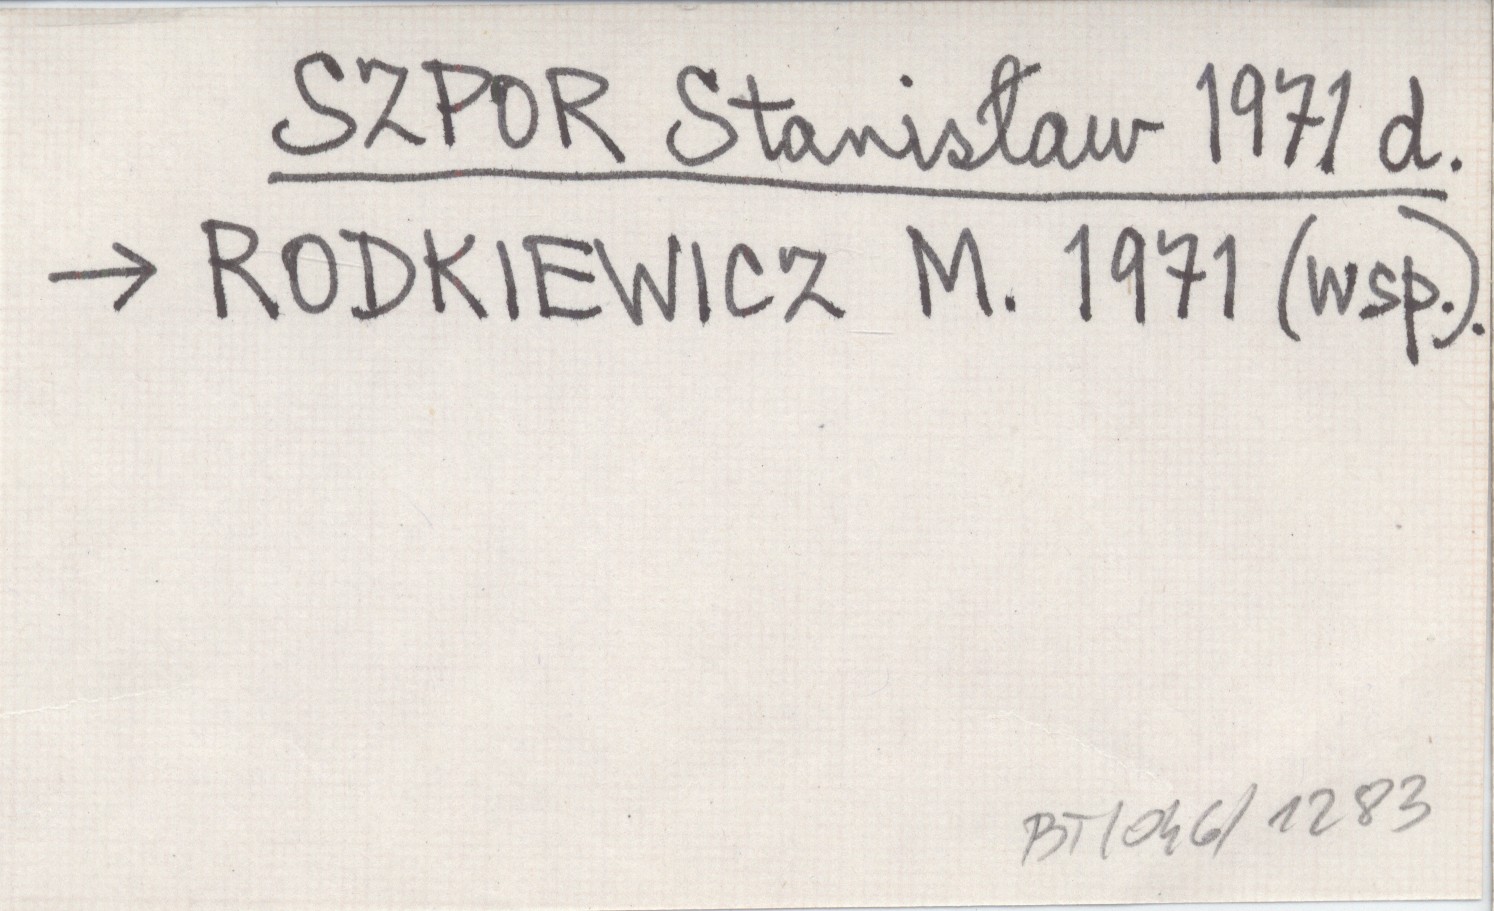 SZPOR Stanisław 1971 d.
→ RODKIEWICZ M. 1971 (wsp.).
BT/046/1283